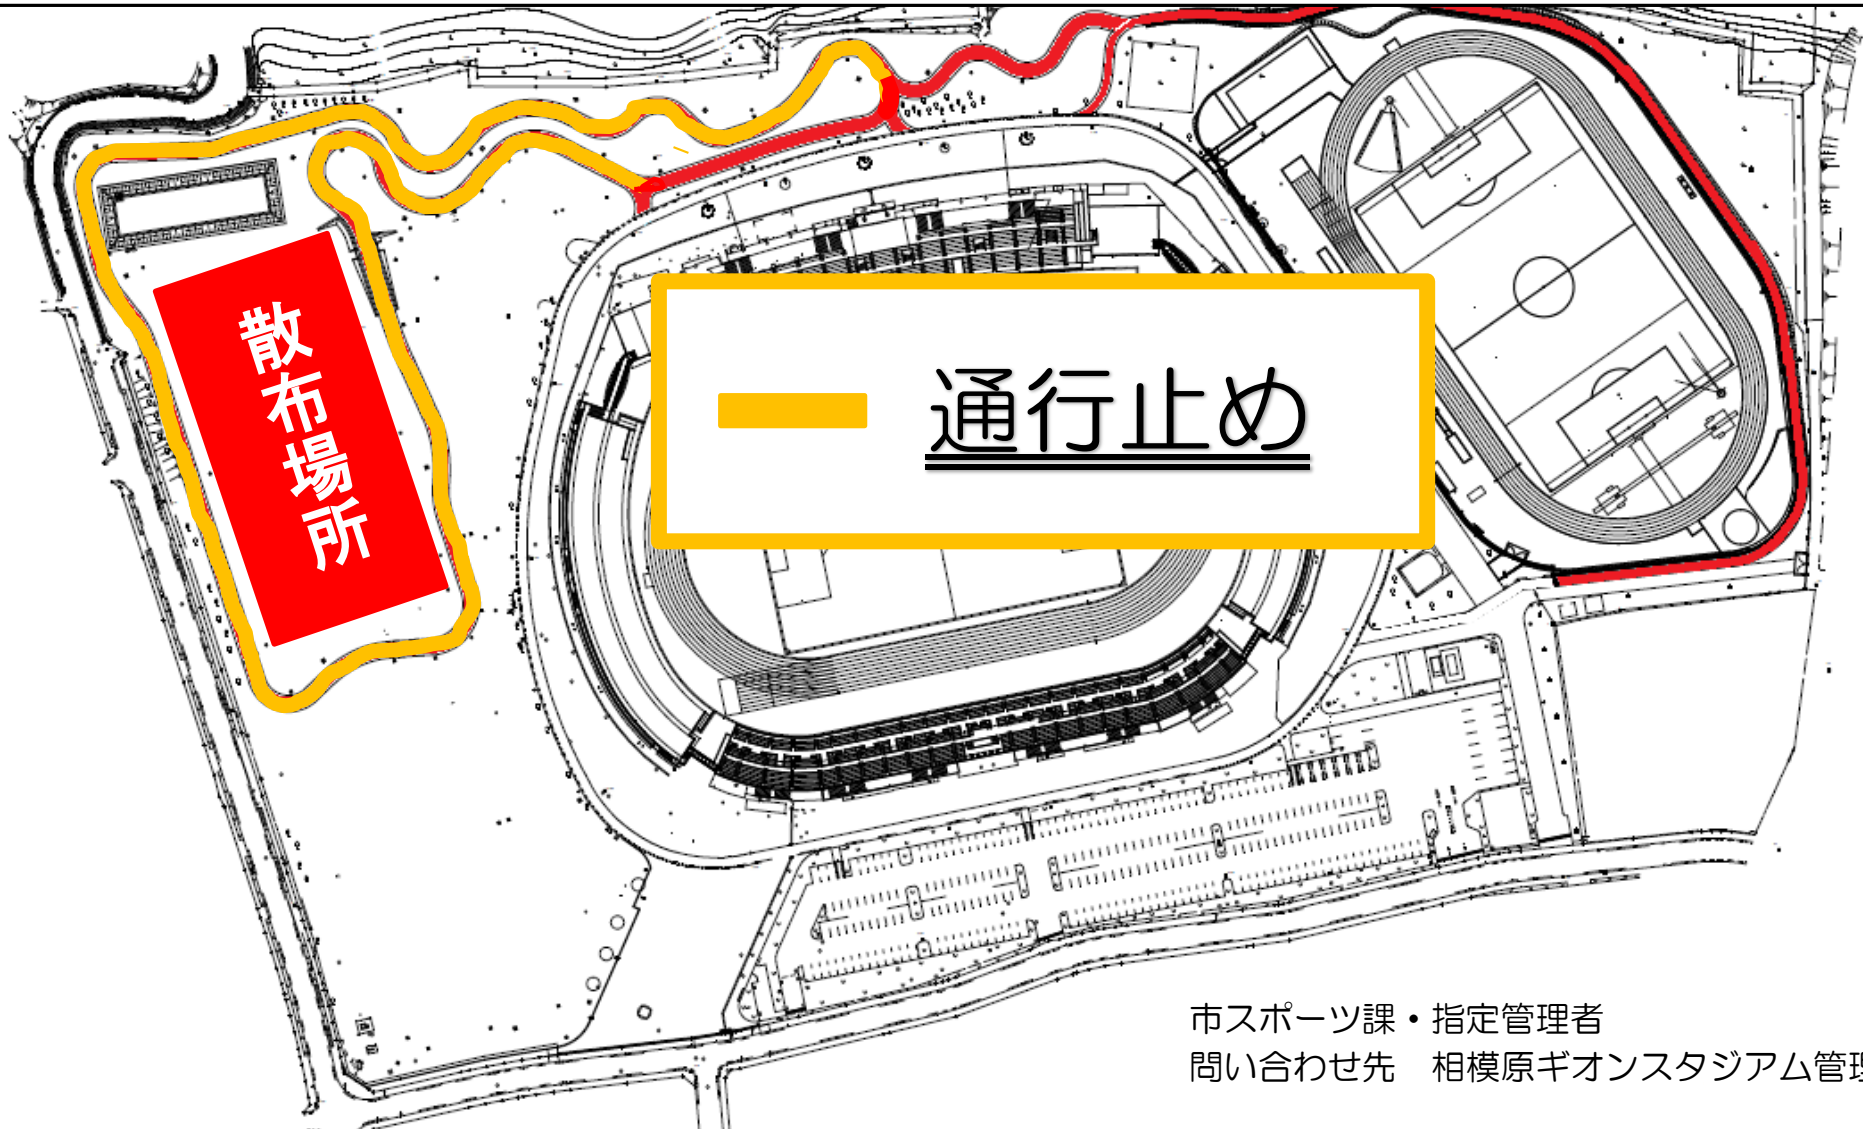 散布場所
通行止め
市スポーツ課・指定管理者
問い合わせ先　相模原ギオンスタジアム管理